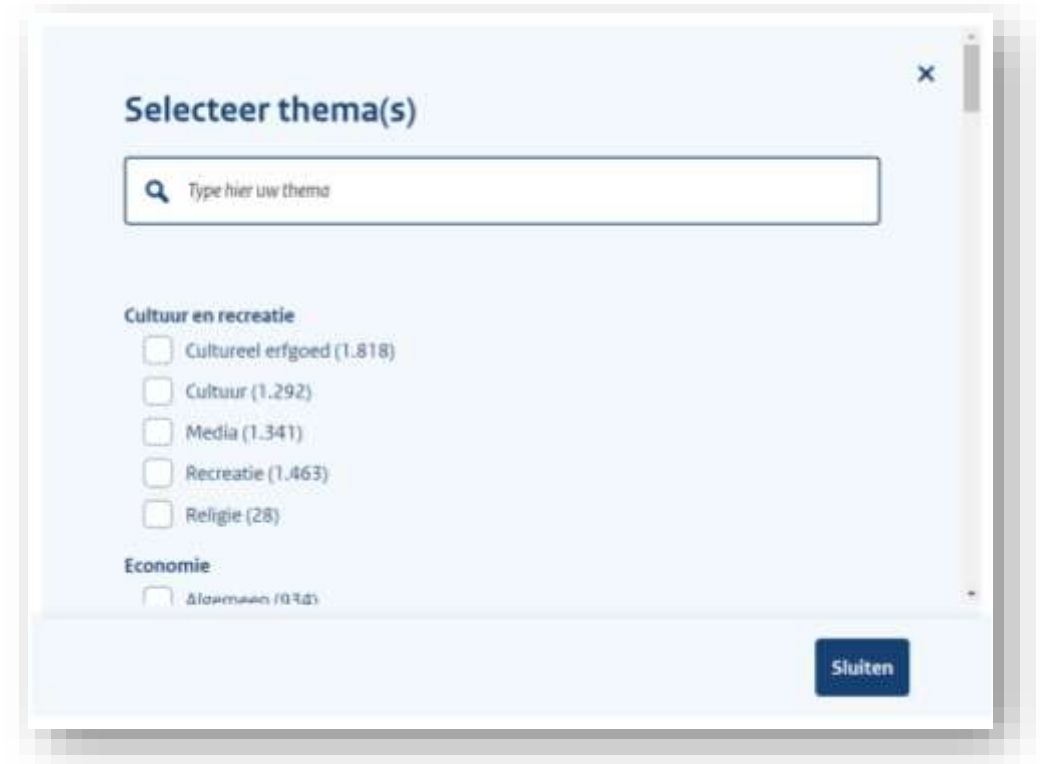 Selecteer thema(s)
Type hier uw thema
Cultuur en recreatie
Cultureel erfgoed (1.818)
Cultuur (1.292)
Media (1.341)
Recreatie (1.463)
Religie (28)
Economie
Algemeen (934)
Sluiten